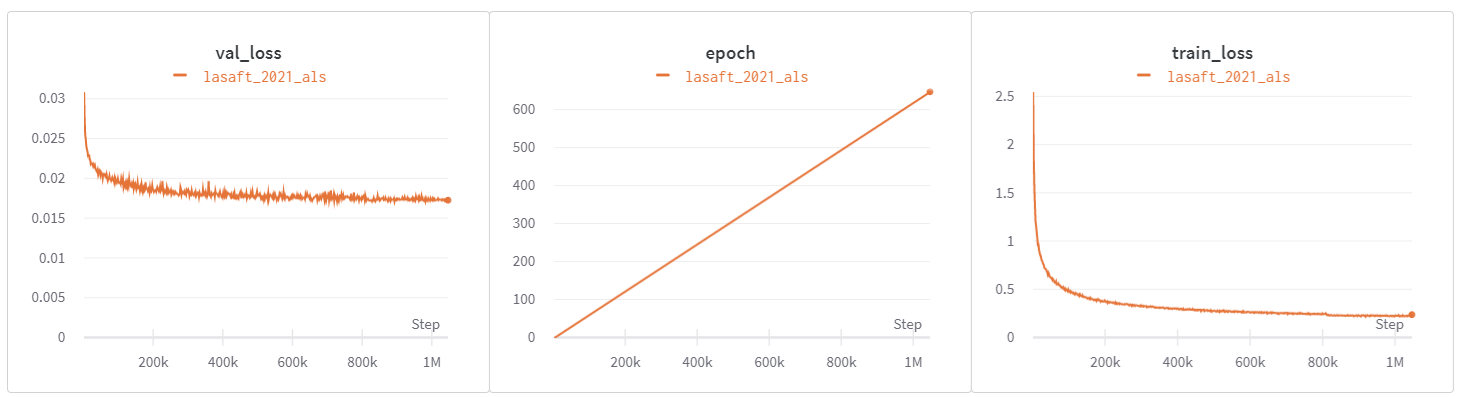 val_loss
lasaft_2021_als
0.03
0.025
0.02
0.015
0.01
0.005
0
Step
200k 400k 600k 800k 1M
epoch
lasaft_2021_als
600
500
400
300
200
100
0
Step
200k 400k 600k 800k 1M
train_loss
lasaft_2021_als
2.5
2
1.5
1
0.5
0
Step
200k 400k 600k 800k 1M